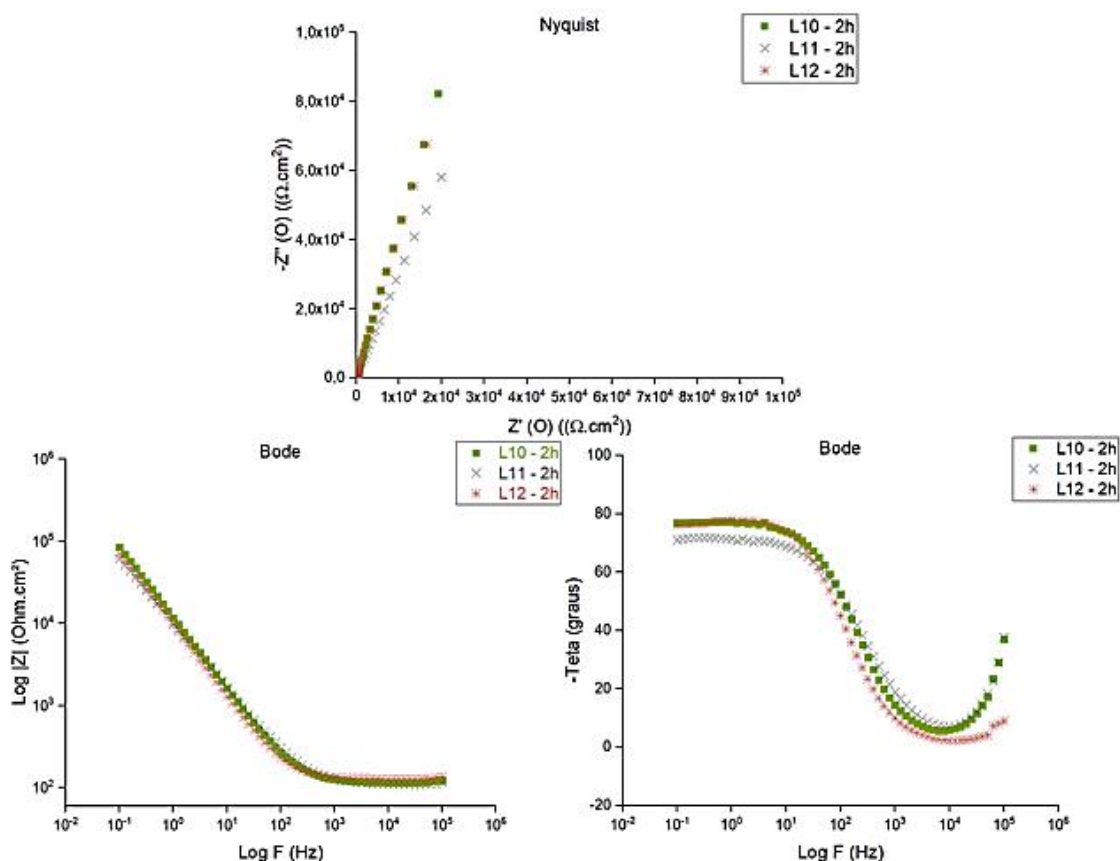 Nyquist
L10 - 2h
L11 - 2h
L12 - 2h
1,0x10⁵
8,0x10⁴
6,0x10⁴
4,0x10⁴
2,0x10⁴
0,0
-Z'' (O) ((Ω.cm²))
0 1x10⁴ 2x10⁴ 3x10⁴ 4x10⁴ 5x10⁴ 6x10⁴ 7x10⁴ 8x10⁴ 9x10⁴ 1x10⁵
Z' (O) ((Ω.cm²))
Bode
L10 - 2h
L11 - 2h
L12 - 2h
10⁶
10⁵
10⁴
10³
10²
Log |Z| (Ohm.cm²)
10⁻² 10⁻¹ 10⁰ 10¹ 10² 10³ 10⁴ 10⁵ 10⁶
Log F (Hz)
Bode
L10 - 2h
L11 - 2h
L12 - 2h
100
80
60
40
20
0
-20
-Teta (graus)
10⁻² 10⁻¹ 10⁰ 10¹ 10² 10³ 10⁴ 10⁵ 10⁶
Log F (Hz)